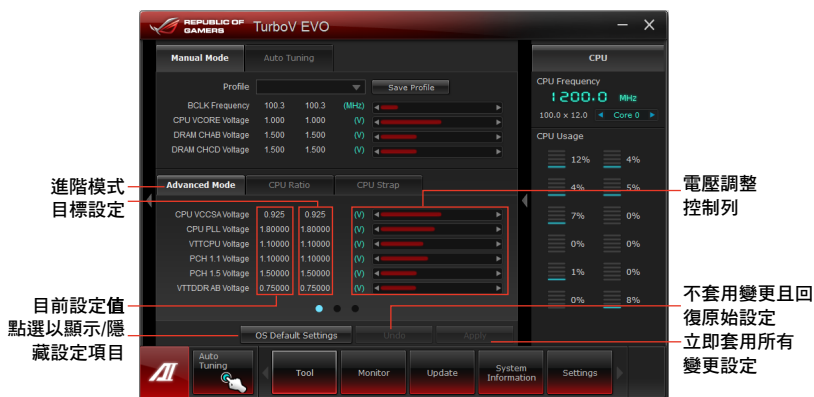 REPUBLIC OF
GAMERS
TurboV EVO
Manual Mode
Auto Tuning
Profile
Save Profile
BCLK Frequency 100.3 100.3 (MHz)
CPU VCORE Voltage 1.000 1.000 (V)
DRAM CHAB Voltage 1.500 1.500 (V)
DRAM CHCD Voltage 1.500 1.500 (V)
Advanced Mode
CPU Ratio
CPU Strap
CPU VCCSA Voltage 0.925 0.925 (V)
CPU PLL Voltage 1.80000 1.80000 (V)
VTTCPU Voltage 1.10000 1.10000 (V)
PCH 1.1 Voltage 1.10000 1.10000 (V)
PCH 1.5 Voltage 1.50000 1.50000 (V)
VTTDDR AB Voltage 0.75000 0.75000 (V)
OS Default Settings
Undo
Apply
CPU
CPU Frequency
1200.0 MHz
100.0 x 12.0 Core 0
CPU Usage
12% 4%
4% 5%
7% 0%
0% 0%
1% 0%
0% 8%
Auto
Tuning
Tool
Monitor
Update
System
Information
Settings
進階模式
目標設定
目前設定值
點選以顯示/隱
藏設定項目
電壓調整
控制列
不套用變更且回
復原始設定
立即套用所有
變更設定